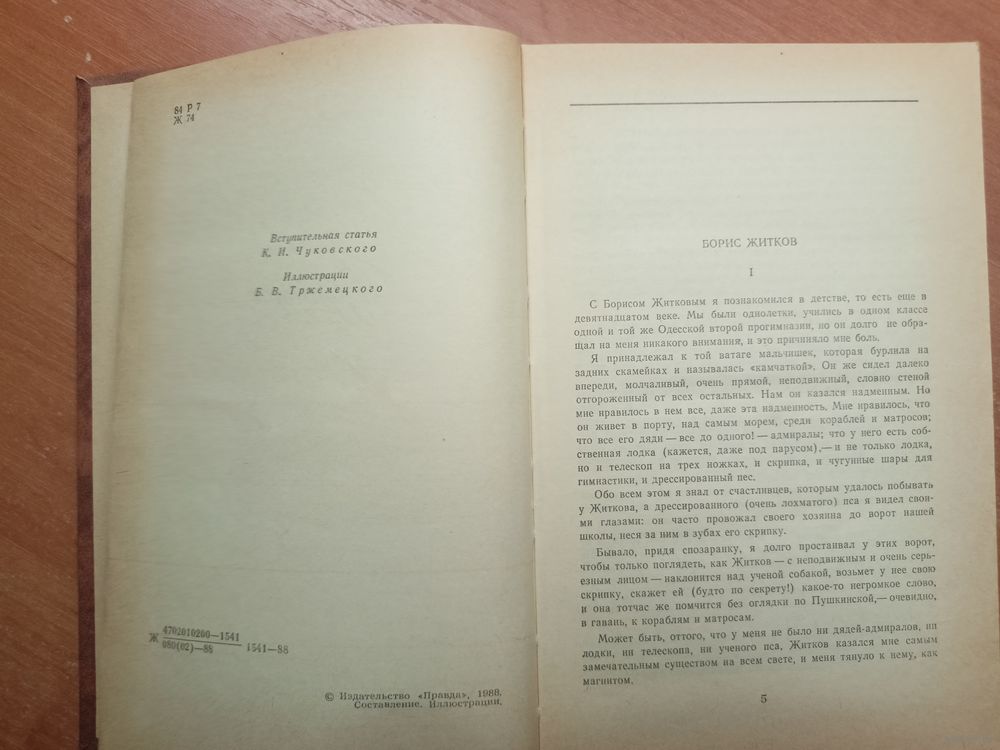 84 Р 7
Ж 74
Вступительная статья
К. И. Чуковского
Иллюстрации
Б. В. Тржемецкого
Ж 4702010200—1541
080(02)—88 1541—88
© Издательство «Правда», 1988.
Составление. Иллюстрации.
БОРИС ЖИТКОВ
I
С Борисом Житковым я познакомился в детстве, то есть еще в
девятнадцатом веке. Мы были однолетки, учились в одном классе
одной и той же Одесской второй прогимназии, но он долго не обра-
щал на меня никакого внимания, и это причиняло мне боль.
Я принадлежал к той ватаге мальчишек, которая бурлила на
задних скамейках и называлась «камчаткой». Он же сидел далеко
впереди, молчаливый, очень прямой, неподвижный, словно стеной
отгороженный от всех остальных. Нам он казался надменным. Но
мне нравилось в нем все, даже эта надменность. Мне нравилось, что
он живет в порту, над самым морем, среди кораблей и матросов;
что все его дяди — все до одного! — адмиралы; что у него есть соб-
ственная лодка (кажется, даже под парусом),— и не только лодка,
но и телескоп на трех ножках, и скрипка, и чугунные шары для
гимнастики, и дрессированный пес.
Обо всем этом я знал от счастливцев, которым удалось побывать
у Житкова, а дрессированного (очень лохматого) пса я видел свои-
ми глазами: он часто провожал своего хозяина до ворот нашей
школы, неся за ним в зубах его скрипку.
Бывало, придя спозаранку, я долго простаивал у этих ворот,
чтобы только поглядеть, как Житков — с неподвижным и очень серь-
езным лицом — наклонится над ученой собакой, возьмет у нее свою
скрипку, скажет ей (будто по секрету!) какое-то негромкое слово,
и она тотчас же помчится без оглядки по Пушкинской,— очевидно,
в гавань, к кораблям и матросам.
Может быть, оттого, что у меня не было ни дядей-адмиралов, ни
лодки, ни телескопа, ни ученого пса, Житков казался мне самым
замечательным существом на всем свете, и меня тянуло к нему, как
магнитом.
5